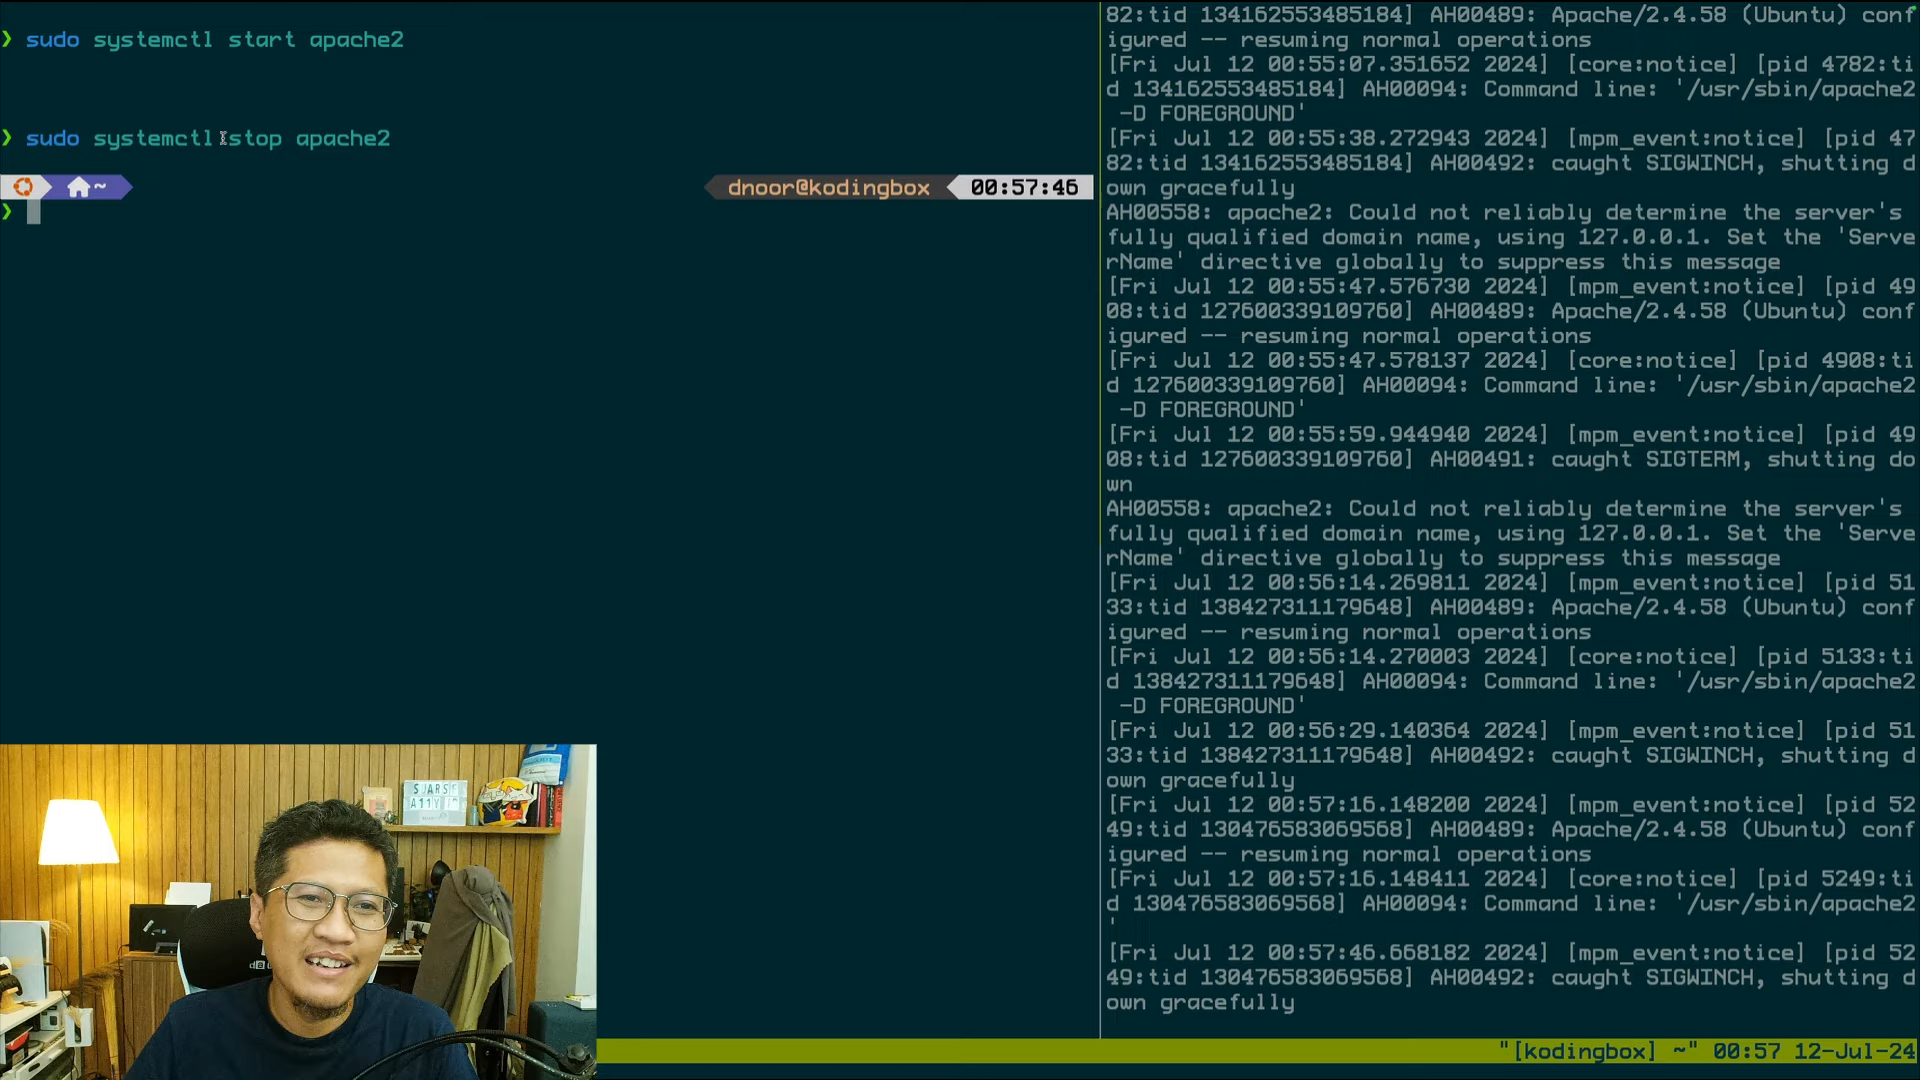 ❯ sudo systemctl start apache2
❯ sudo systemctl stop apache2
~
dnoor@kodingbox 00:57:46
❯
82:tid 134162553485184] AH00489: Apache/2.4.58 (Ubuntu) conf
igured -- resuming normal operations
[Fri Jul 12 00:55:07.351652 2024] [core:notice] [pid 4782:ti
d 134162553485184] AH00094: Command line: '/usr/sbin/apache2
 -D FOREGROUND'
[Fri Jul 12 00:55:38.272943 2024] [mpm_event:notice] [pid 47
82:tid 134162553485184] AH00492: caught SIGWINCH, shutting d
own gracefully
AH00558: apache2: Could not reliably determine the server's
fully qualified domain name, using 127.0.0.1. Set the 'Serve
rName' directive globally to suppress this message
[Fri Jul 12 00:55:47.576730 2024] [mpm_event:notice] [pid 49
08:tid 127600339109760] AH00489: Apache/2.4.58 (Ubuntu) conf
igured -- resuming normal operations
[Fri Jul 12 00:55:47.578137 2024] [core:notice] [pid 4908:ti
d 127600339109760] AH00094: Command line: '/usr/sbin/apache2
 -D FOREGROUND'
[Fri Jul 12 00:55:59.944940 2024] [mpm_event:notice] [pid 49
08:tid 127600339109760] AH00491: caught SIGTERM, shutting do
wn
AH00558: apache2: Could not reliably determine the server's
fully qualified domain name, using 127.0.0.1. Set the 'Serve
rName' directive globally to suppress this message
[Fri Jul 12 00:56:14.269811 2024] [mpm_event:notice] [pid 51
33:tid 138427311179648] AH00489: Apache/2.4.58 (Ubuntu) conf
igured -- resuming normal operations
[Fri Jul 12 00:56:14.270003 2024] [core:notice] [pid 5133:ti
d 138427311179648] AH00094: Command line: '/usr/sbin/apache2
 -D FOREGROUND'
[Fri Jul 12 00:56:29.140364 2024] [mpm_event:notice] [pid 51
33:tid 138427311179648] AH00492: caught SIGWINCH, shutting d
own gracefully
[Fri Jul 12 00:57:16.148200 2024] [mpm_event:notice] [pid 52
49:tid 130476583069568] AH00489: Apache/2.4.58 (Ubuntu) conf
igured -- resuming normal operations
[Fri Jul 12 00:57:16.148411 2024] [core:notice] [pid 5249:ti
d 130476583069568] AH00094: Command line: '/usr/sbin/apache2
'
[Fri Jul 12 00:57:46.668182 2024] [mpm_event:notice] [pid 52
49:tid 130476583069568] AH00492: caught SIGWINCH, shutting d
own gracefully
SUARSE
A11Y
"[kodingbox] ~" 00:57 12-Jul-24